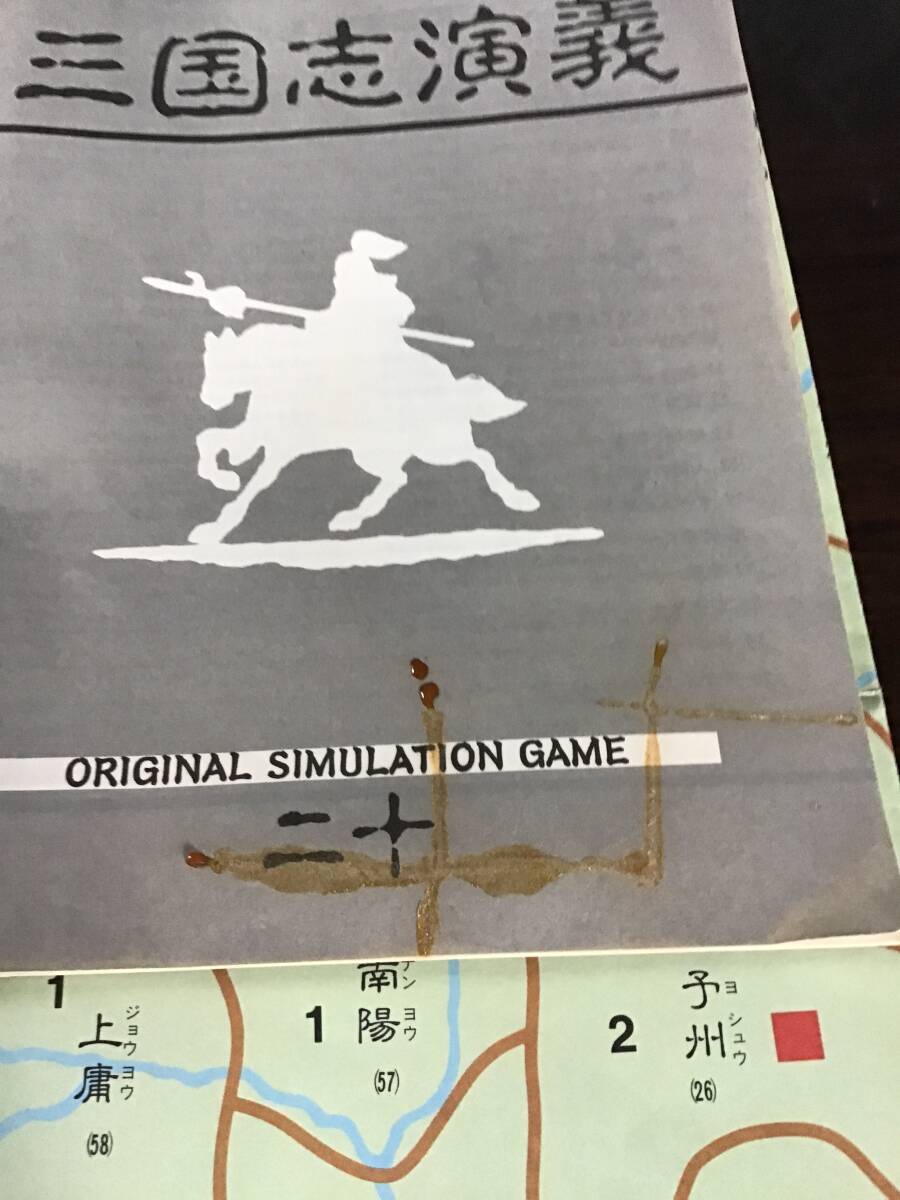 三国志演義
ORIGINAL SIMULATION GAME
二十
1
上庸
ジョウヨウ
(58)
1
南陽
ナンヨウ
(57)
2
予州
ヨシュウ
(26)